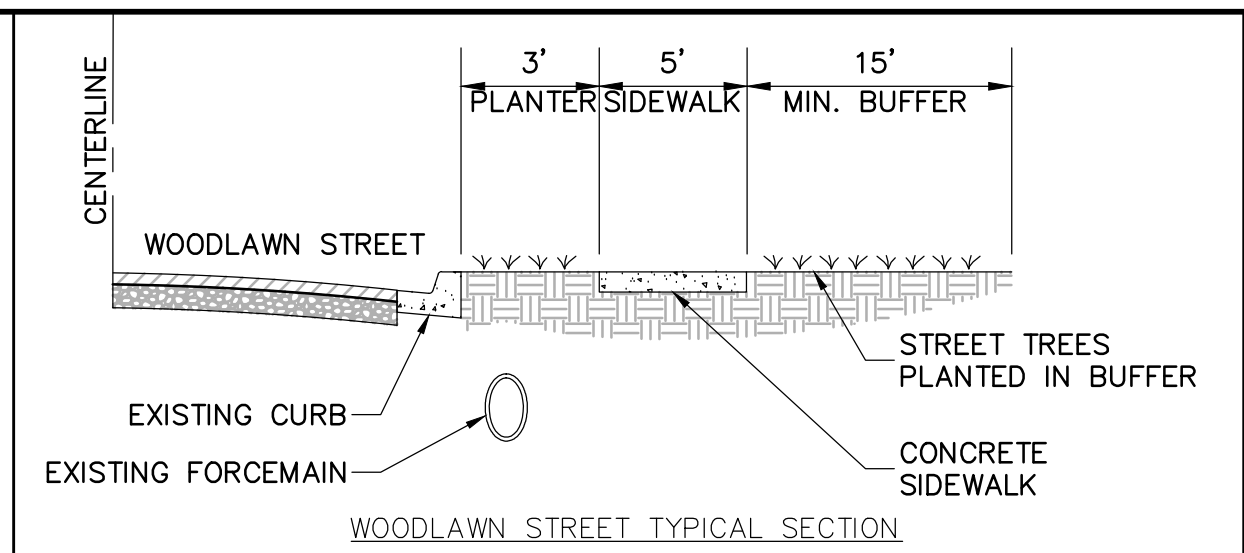 3' 5' 15'
PLANTER SIDEWALK MIN. BUFFER
CENTERLINE
WOODLAWN STREET
STREET TREES
PLANTED IN BUFFER
EXISTING CURB
EXISTING FORCEMAIN
CONCRETE
SIDEWALK
WOODLAWN STREET TYPICAL SECTION